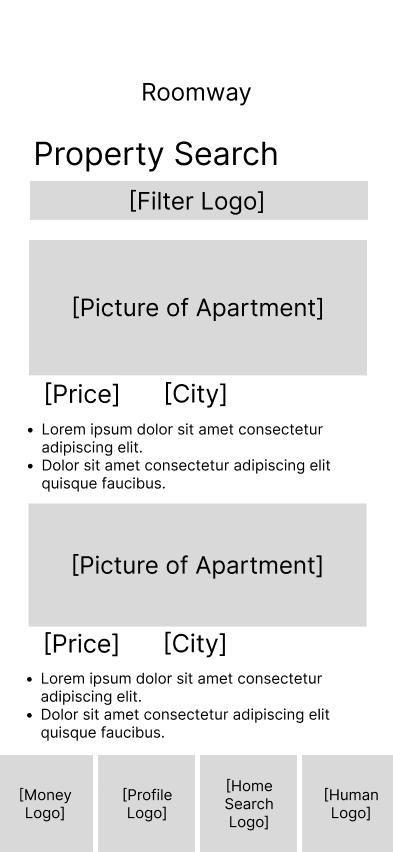 Roomway
Property Search
[Filter Logo]
[Picture of Apartment]
[Price] [City]
• Lorem ipsum dolor sit amet consectetur
adipiscing elit.
• Dolor sit amet consectetur adipiscing elit
quisque faucibus.
[Picture of Apartment]
[Price] [City]
• Lorem ipsum dolor sit amet consectetur
adipiscing elit.
• Dolor sit amet consectetur adipiscing elit
quisque faucibus.
[Money
Logo]
[Profile
Logo]
[Home
Search
Logo]
[Human
Logo]